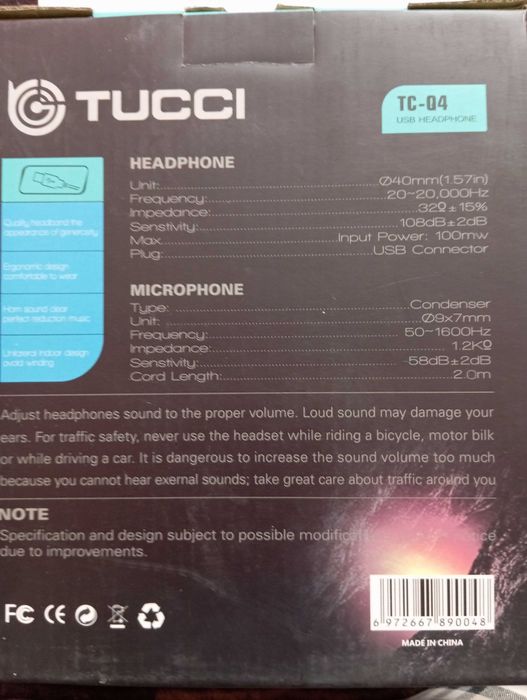 TUCCI
TC-Q4
USB HEADPHONE
HEADPHONE
Unit: Ø40mm(1.57in)
Frequency: 20~20,000Hz
Impedance: 32Ω±15%
Senstivity: 108dB±2dB
Max Input Power: 100mw
Plug: USB Connector
Quality headband the
appearance of generosity
Ergonomic design
comfortable to wear
Horn sound clear
perfect reduction music
Unilateral indoor design
avoid winding
MICROPHONE
Type: Condenser
Unit: Ø9x7mm
Frequency: 50~1600Hz
Impedance: 1.2KΩ
Sensitivity: -58dB±2dB
Cord Length: 2.0m
Adjust headphones sound to the proper volume. Loud sound may damage your
ears. For traffic safety, never use the headset while riding a bicycle, motor bilk
or while driving a car. It is dangerous to increase the sound volume too much
because you cannot hear exernal sounds; take great care about traffic around you
NOTE
Specification and design subject to possible modific
due to improvements.
FC CE
6 972667 890048
MADE IN CHINA